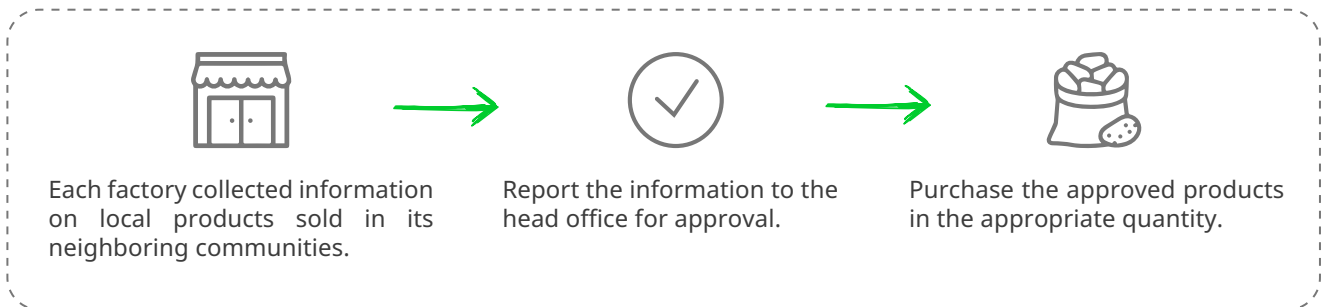 Each factory collected information
on local products sold in its
neighboring communities.
Report the information to the
head office for approval.
Purchase the approved products
in the appropriate quantity.